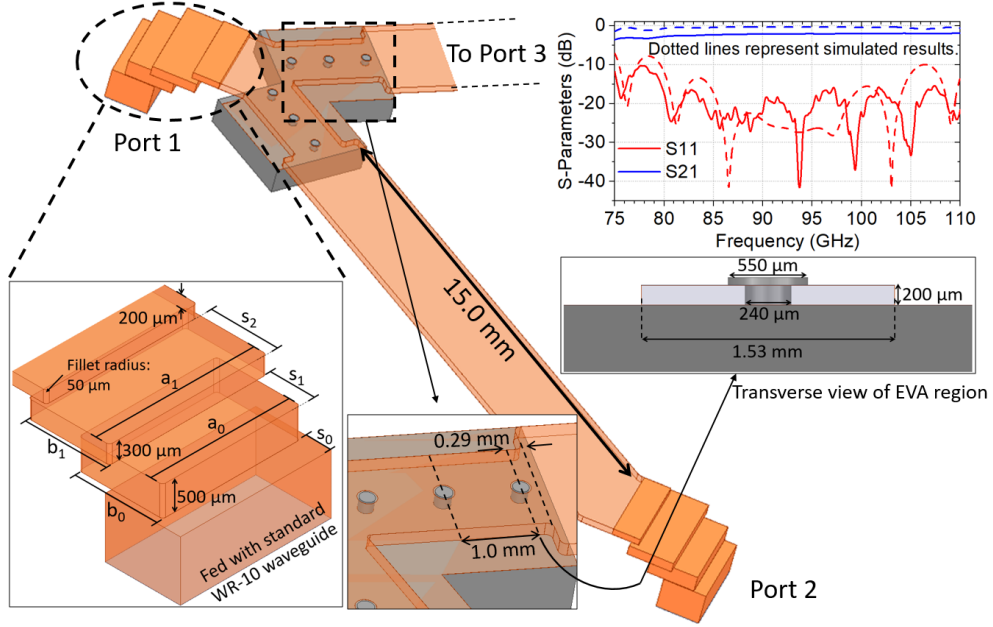 Port 1
To Port 3
15.0 mm
Port 2
0
-10
-20
-30
-40
S-Parameters (dB)
Dotted lines represent simulated results.
S11
S21
75 80 85 90 95 100 105 110
Frequency (GHz)
550 µm
200 µm
240 µm
1.53 mm
Transverse view of EVA region
200 µm
s2
Fillet radius:
50 µm
a1
s1
a0
s0
b1
300 µm
b0
500 µm
Fed with standard
WR-10 waveguide
0.29 mm
1.0 mm